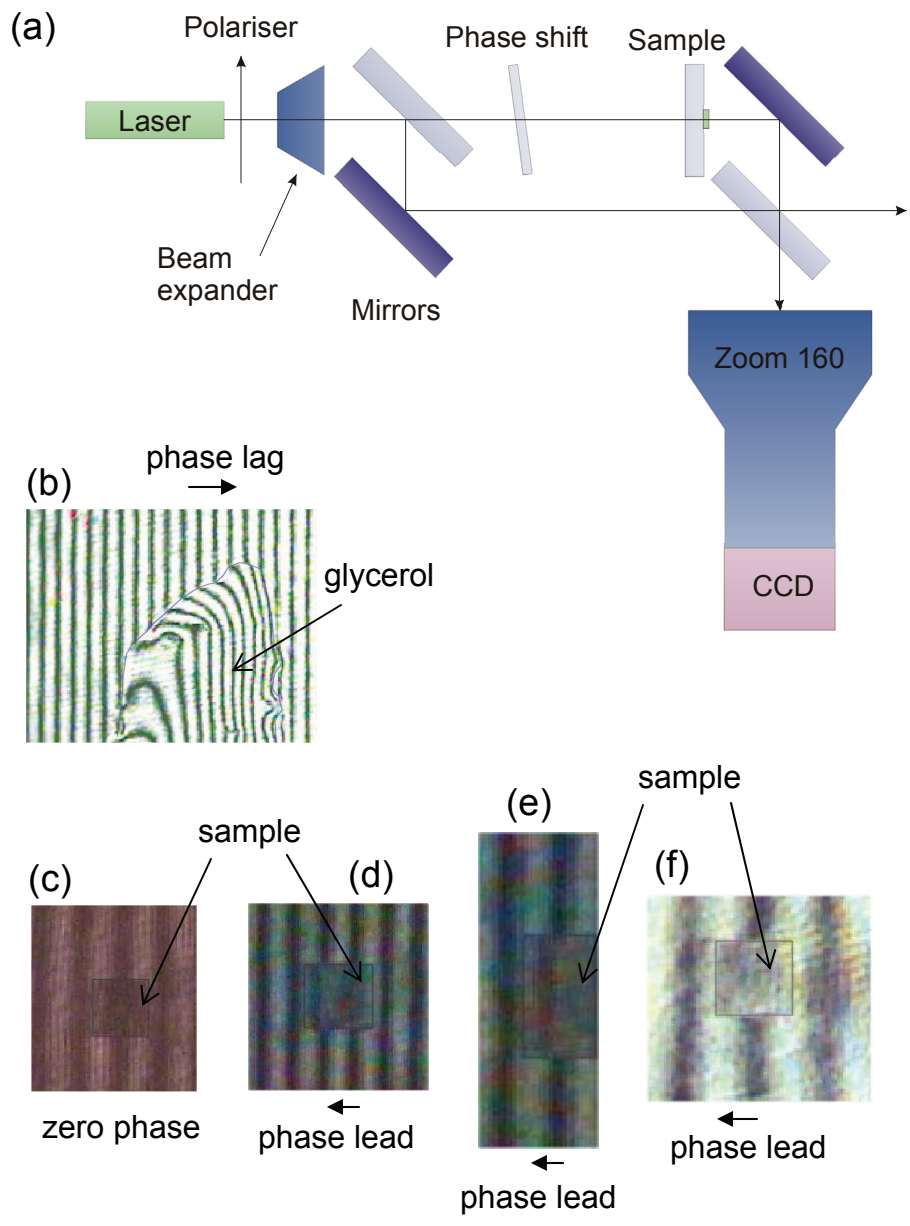 (a)
Polariser
Phase shift
Sample
Laser
Beam
expander
Mirrors
Zoom 160
CCD
phase lag
(b)
glycerol
sample
(e)
sample
(c)
(d)
(f)
zero phase
phase lead
phase lead
phase lead